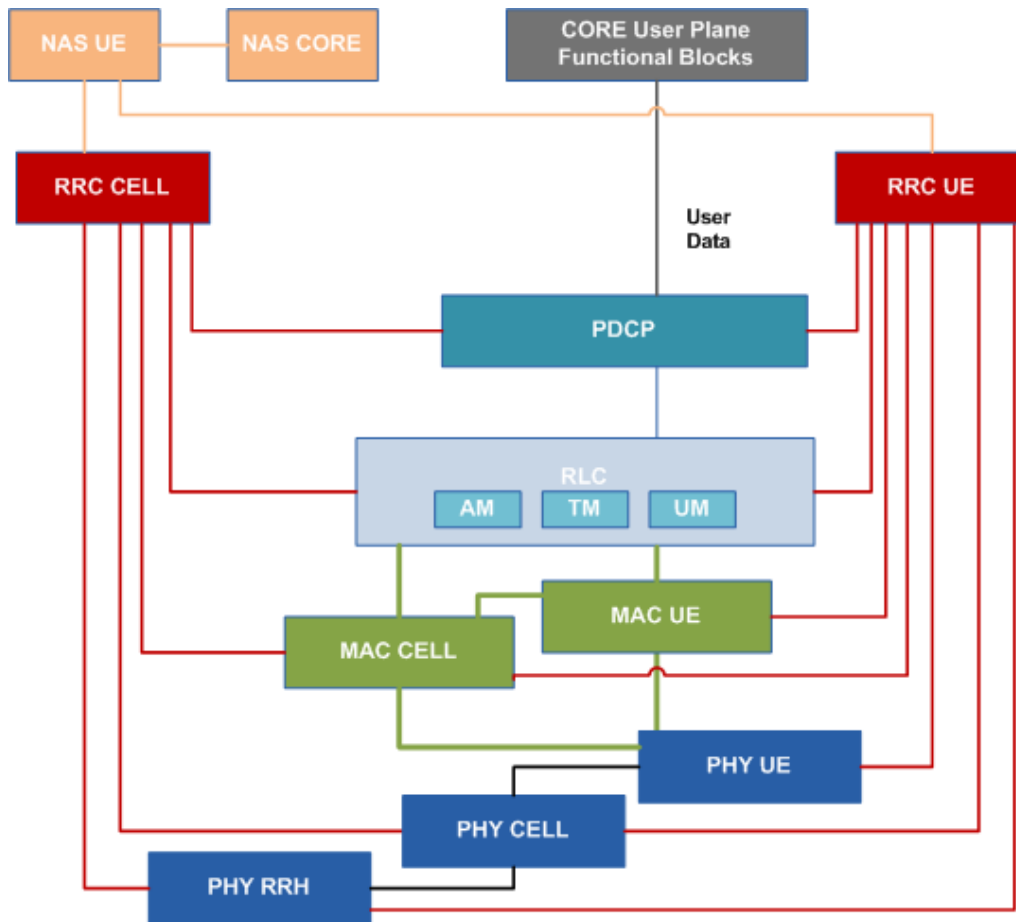 NAS UE
NAS CORE
CORE User Plane
Functional Blocks
RRC CELL
RRC UE
User
Data
PDCP
RLC
AM
TM
UM
MAC UE
MAC CELL
PHY UE
PHY CELL
PHY RRH